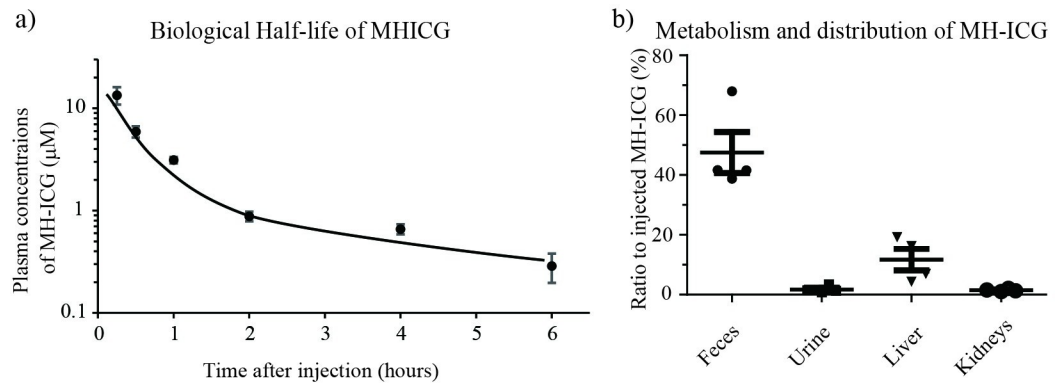 a)
Biological Half-life of MHICG
Plasma concentraions
of MH-ICG (μM)
10
1
0.1
0 1 2 3 4 5 6
Time after injection (hours)
b)
Metabolism and distribution of MH-ICG
Ratio to injected MH-ICG (%)
80
60
40
20
0
Feces
Urine
Liver
Kidneys